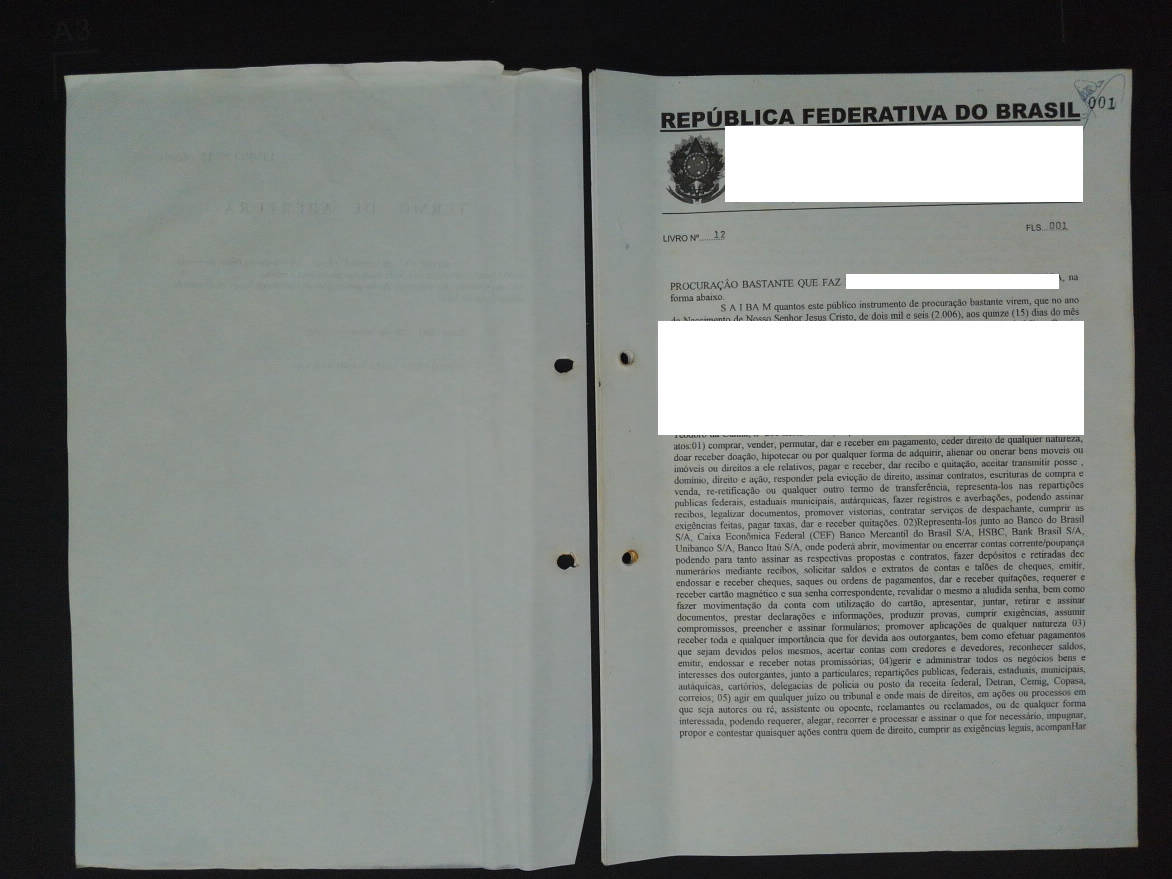 A3
TERMO DE ABERTURA
001
REPÚBLICA FEDERATIVA DO BRASIL
LIVRO Nº......12
FLS...001
PROCURAÇÃO BASTANTE QUE FAZ A, na
forma abaixo.
S A I BA M quantos este público instrumento de procuração bastante virem, que no ano
de Nascimento de Nosso Senhor Jesus Cristo, de dois mil e seis (2.006), aos quinze (15) dias do mês
atos:01) comprar, vender, permutar, dar e receber em pagamento, ceder direito de qualquer natureza,
doar receber doação, hipotecar ou por qualquer forma de adquirir, alienar ou onerar bens moveis ou
imóveis ou direitos a ele relativos, pagar e receber, dar recibo e quitação, aceitar transmitir posse ,
domínio, direito e ação, responder pela evicção de direito, assinar contratos, escrituras de compra e
venda, re-retificação ou qualquer outro termo de transferência, representa-los nas repartições
publicas federais, estaduais municipais, autárquicas, fazer registros e averbações, podendo assinar
recibos, legalizar documentos, promover vistorias, contratar serviços de despachante, cumprir as
exigências feitas, pagar taxas, dar e receber quitações. 02)Representa-los junto ao Banco do Brasil
S/A, Caixa Econômica Federal (CEF) Banco Mercantil do Brasil S/A, HSBC, Bank Brasil S/A,
Unibanco S/A, Banco Itaú S/A, onde poderá abrir, movimentar ou encerrar contas corrente/poupança
podendo para tanto assinar as respectivas propostas e contratos, fazer depósitos e retiradas dec
numerários mediante recibos, solicitar saldos e extratos de contas e talões de cheques, emitir,
endossar e receber cheques, saques ou ordens de pagamentos, dar e receber quitações, requerer e
receber cartão magnético e sua senha correspondente, revalidar o mesmo a aludida senha, bem como
fazer movimentação da conta com utilização do cartão, apresentar, juntar, retirar e assinar
documentos, prestar declarações e informações, produzir provas, cumprir exigências, assumir
compromissos, preencher e assinar formulários; promover aplicações de qualquer natureza 03)
receber toda e qualquer importância que for devida aos outorgantes, bem como efetuar pagamentos
que sejam devidos pelos mesmos, acertar contas com credores e devedores, reconhecer saldos,
emitir, endossar e receber notas promissórias; 04)gerir e administrar todos os negócios bens e
interesses dos outorgantes, junto a particulares, repartições publicas, federais, estaduais, municipais,
autáquicas, cartórios, delegacias de policia ou posto da receita federal, Detran, Cemig, Copasa,
correios; 05) agir em qualquer juízo ou tribunal e onde mais de direitos, em ações ou processos em
que seja autores ou ré, assistente ou opoente, reclamantes ou reclamados, ou de qualquer forma
interessada, podendo requerer, alegar, recorrer e processar e assinar o que for necessário, impugnar,
propor e contestar quaisquer ações contra quem de direito, cumprir as exigências legais, acompanHar